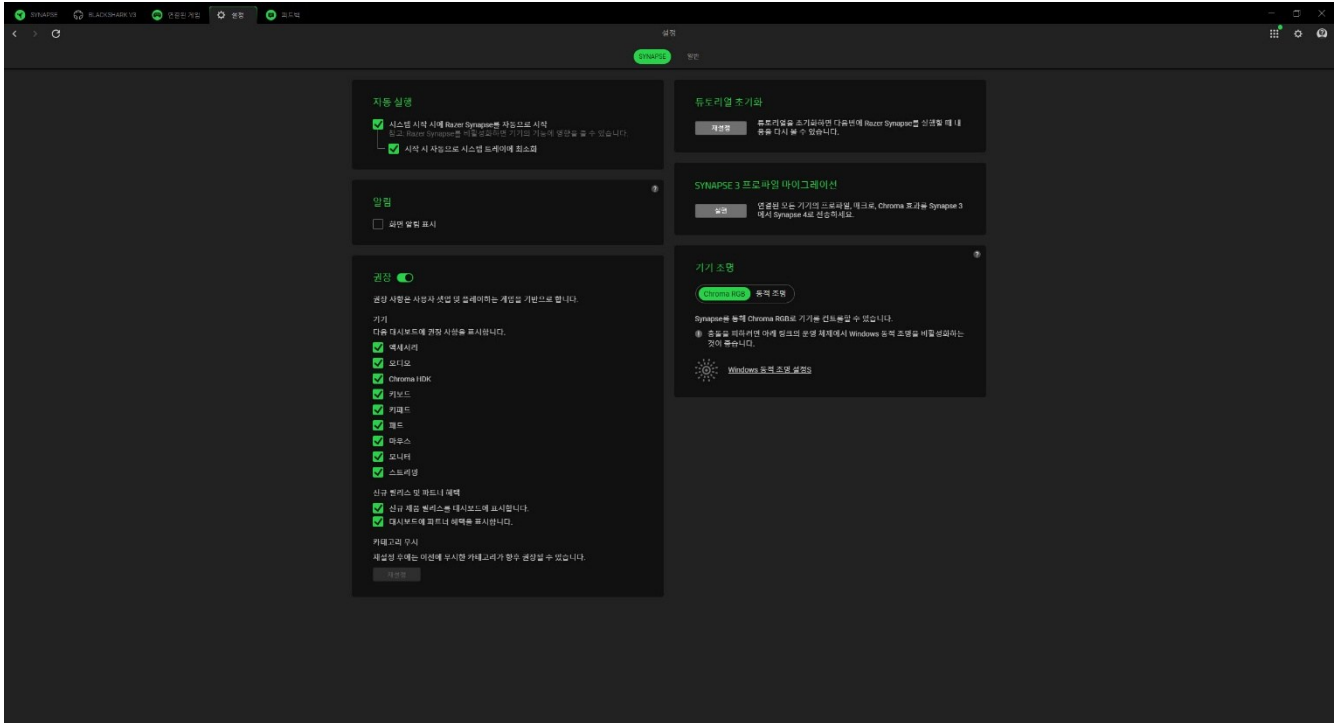 SYNAPSE
BLACKSHARK V3
연결된 게임
설정
피드백
설정
SYNAPSE
일반
자동 실행
시스템 시작 시에 Razer Synapse를 자동으로 시작
참고: Razer Synapse를 비활성화하면 기기의 기능에 영향을 줄 수 있습니다.
시작 시 자동으로 시스템 트레이에 최소화
알림
화면 알림 표시
권장
권장 사항은 사용자 셋업 및 플레이하는 게임을 기반으로 합니다.
기기
다음 대시보드에 권장 사항을 표시합니다.
액세서리
오디오
Chroma HDK
키보드
키패드
패드
마우스
모니터
스트리밍
신규 릴리스 및 파트너 혜택
신규 제품 릴리스를 대시보드에 표시합니다.
대시보드에 파트너 혜택을 표시합니다.
카테고리 무시
재설정 후에는 이전에 무시한 카테고리가 향후 권장될 수 있습니다.
재설정
튜토리얼 초기화
재설정
튜토리얼을 초기화하면 다음번에 Razer Synapse를 실행할 때 내
용을 다시 볼 수 있습니다.
SYNAPSE 3 프로파일 마이그레이션
실행
연결된 모든 기기의 프로파일, 매크로, Chroma 효과를 Synapse 3
에서 Synapse 4로 전송하세요.
기기 조명
Chroma RGB
동적 조명
Synapse를 통해 Chroma RGB로 기기를 컨트롤할 수 있습니다.
충돌을 피하려면 아래 링크의 운영 체제에서 Windows 동적 조명을 비활성화하는
것이 좋습니다.
Windows 동적 조명 설정S